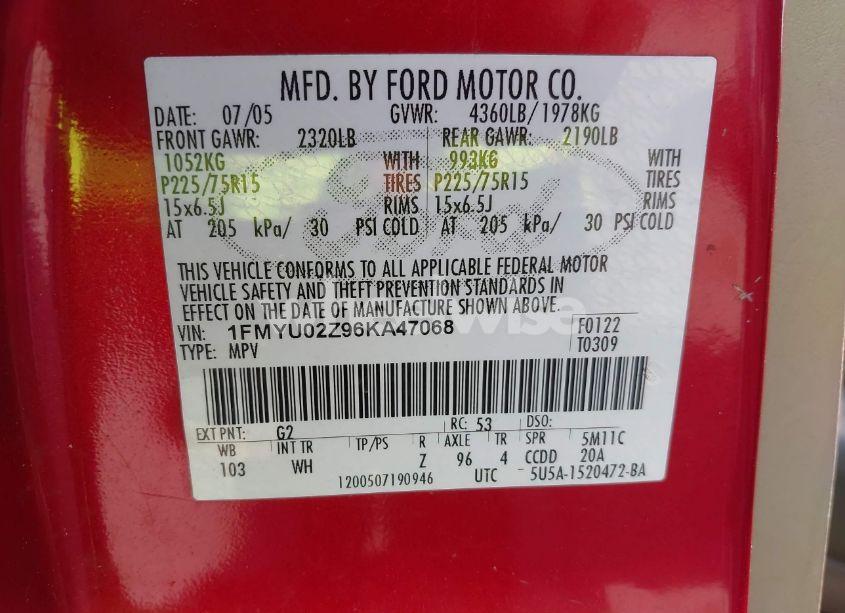 MFD. BY FORD MOTOR CO.
DATE: 07/05 GVWR: 4360LB/1978KG
FRONT GAWR: 2320LB REAR GAWR: 2190LB
1052KG WITH 993KG WITH
P225/75R15 TIRES P225/75R15 TIRES
15x6.5J RIMS 15x6.5J RIMS
AT 205 kPa/ 30 PSI COLD AT 205 kPa/ 30 PSI COLD
THIS VEHICLE CONFORMS TO ALL APPLICABLE FEDERAL MOTOR
VEHICLE SAFETY AND THEFT PREVENTION STANDARDS IN
EFFECT ON THE DATE OF MANUFACTURE SHOWN ABOVE.
VIN: 1FMYU02Z96KA47068 F0122
TYPE: MPV T0309
EXT PNT: G2 RC: 53 DSO:
WB INT TR TP/PS R AXLE TR SPR 5M11C
103 WH Z 96 4 CCDD 20A
1200507190946 UTC 5U5A-1520472-BA